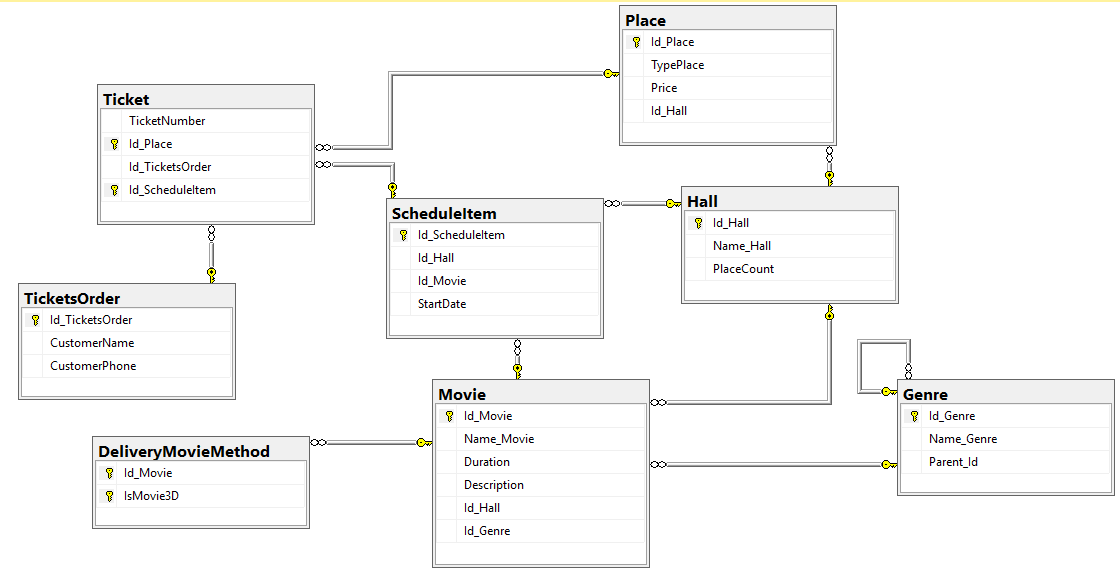 Place
Id_Place
TypePlace
Price
Id_Hall
Ticket
TicketNumber
Id_Place
Id_TicketsOrder
Id_ScheduleItem
ScheduleItem
Id_ScheduleItem
Id_Hall
Id_Movie
StartDate
Hall
Id_Hall
Name_Hall
PlaceCount
TicketsOrder
Id_TicketsOrder
CustomerName
CustomerPhone
Movie
Id_Movie
Name_Movie
Duration
Description
Id_Hall
Id_Genre
Genre
Id_Genre
Name_Genre
Parent_Id
DeliveryMovieMethod
Id_Movie
IsMovie3D